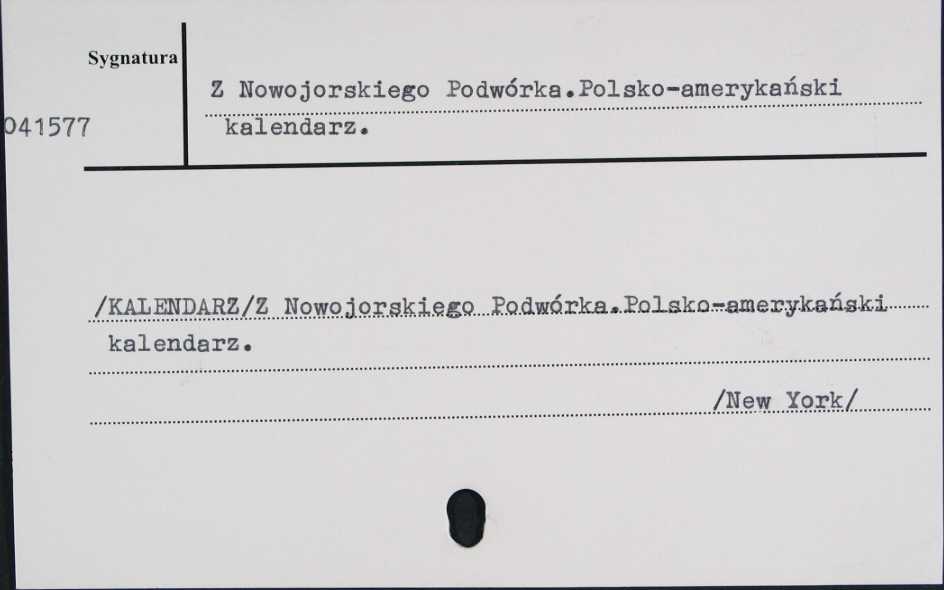 Sygnatura
Z Nowojorskiego Podwórka.Polsko-amerykański
041577
kalendarz.
/KALENDARZ/Z Nowojorskiego Podwórka.Polsko-amerykański
kalendarz.
/New York/